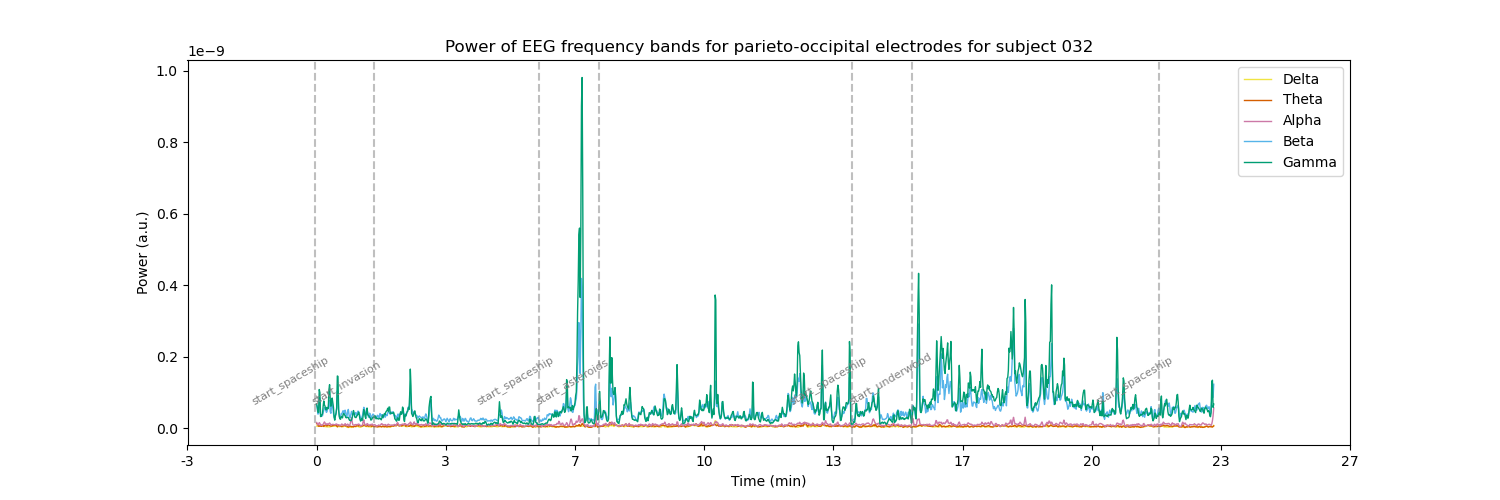 Power of EEG frequency bands for parieto-occipital electrodes for subject 032
1e−9
1.0
0.8
0.6
0.4
0.2
0.0
Power (a.u.)
Delta
Theta
Alpha
Beta
Gamma
start_spaceship
start_invasion
start_spaceship
start_asteroids
start_spaceship
start_underwood
start_spaceship
-3 0 3 7 10 13 17 20 23 27
Time (min)